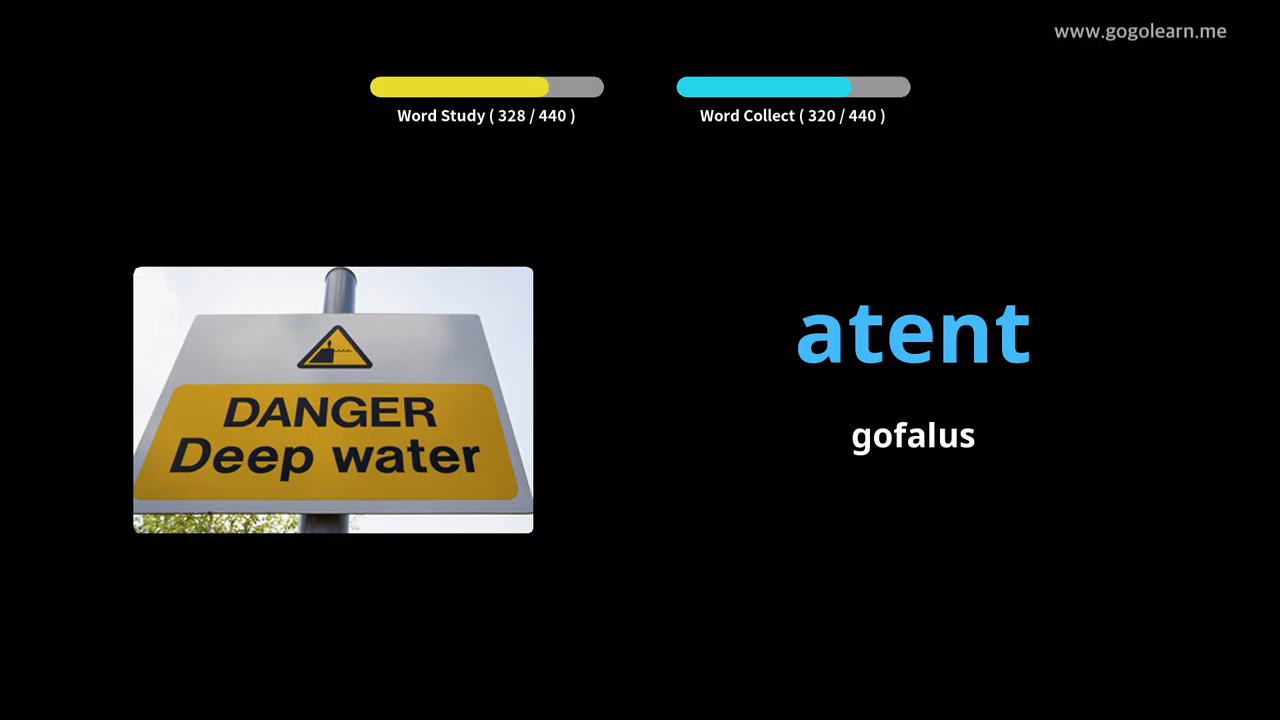 www.gogolearn.me
Word Study ( 328 / 440 )
Word Collect ( 320 / 440 )
DANGER
Deep water
atent
gofalus